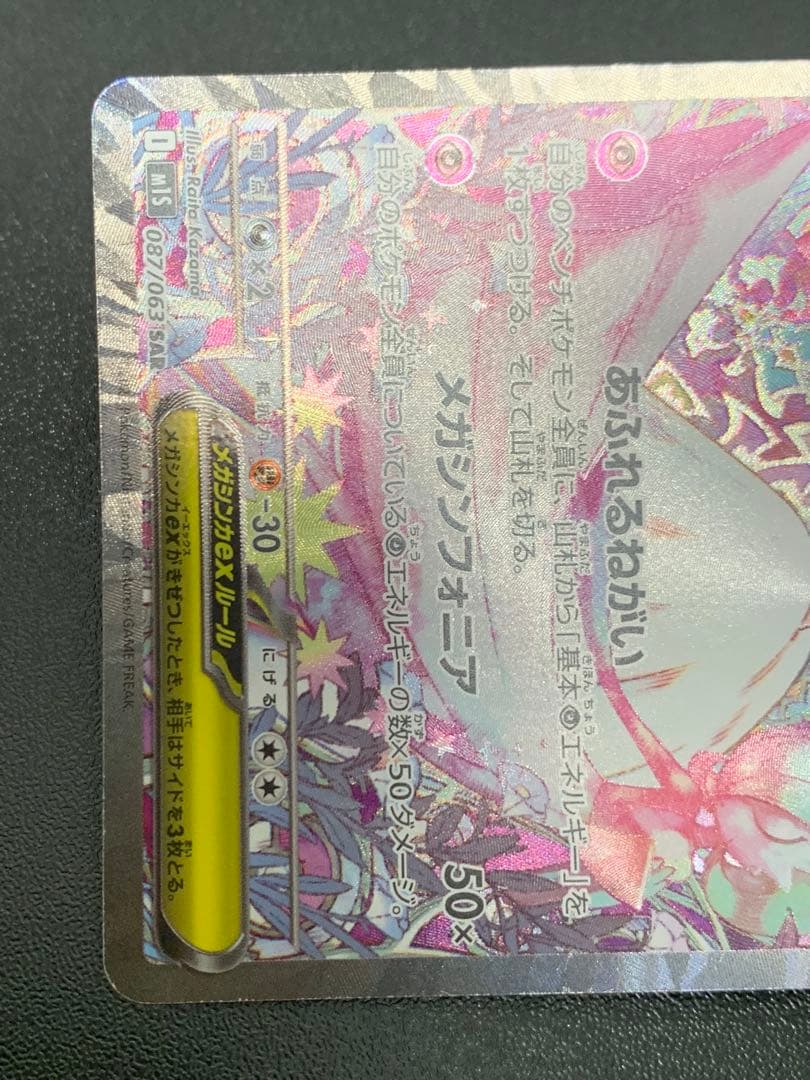 あふれるねがい
自分のベンチポケモン全員に、山札から「基本エネルギー」を
1枚ずつつける。そして山札を切る。
メガシンフォニア 50×
自分のポケモン全員についているエネルギーの数×50ダメージ。
弱点 ×2 抵抗力 -30 にげる
メガシンカexルール
メガシンカexがきぜつしたとき、相手はサイドを3枚とる。
Illus. Raita Kazama
I M1S 087/063 SAR
Creatures/GAME FREAK